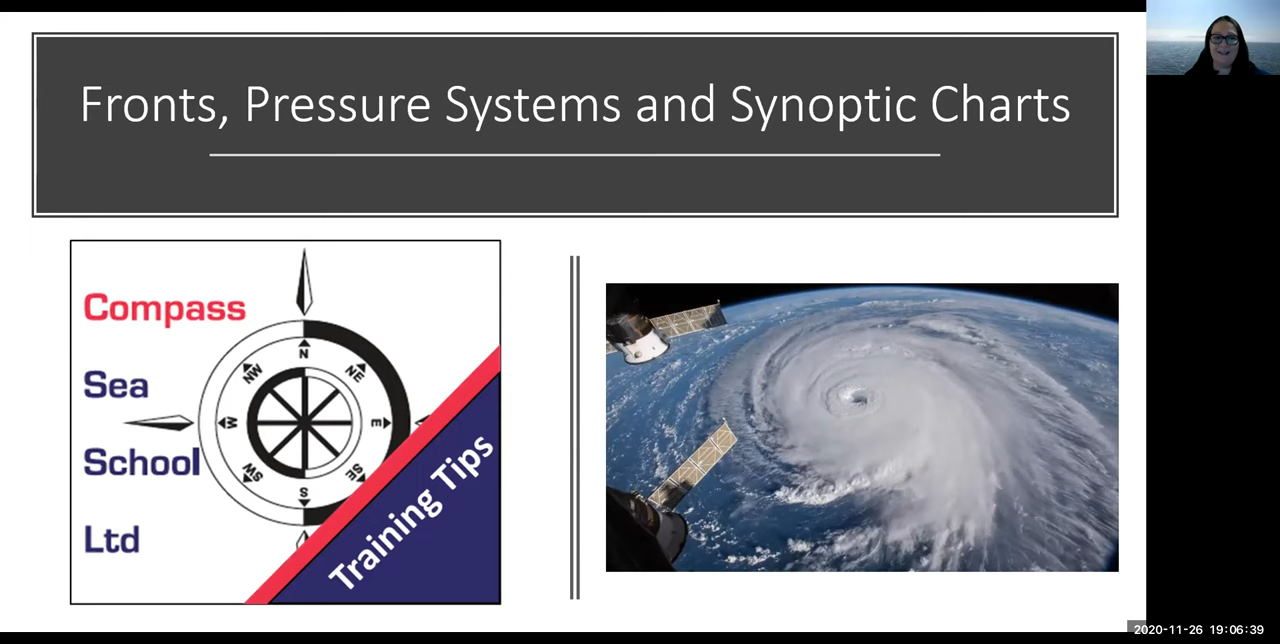 Fronts, Pressure Systems and Synoptic Charts
Compass
Sea
School
Ltd
N
NE
E
SE
S
SW
W
NW
Training Tips
2020-11-26 19:06:39